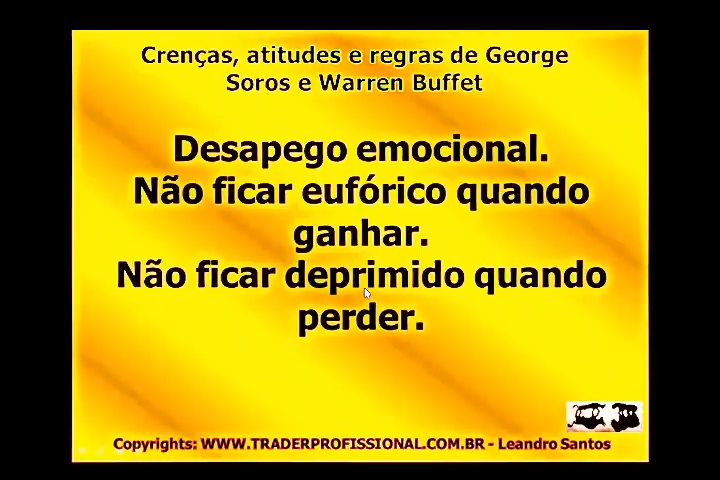 Crenças, atitudes e regras de George
Soros e Warren Buffet
Desapego emocional.
Não ficar eufórico quando
ganhar.
Não ficar deprimido quando
perder.
Copyrights: WWW.TRADERPROFISSIONAL.COM.BR - Leandro Santos